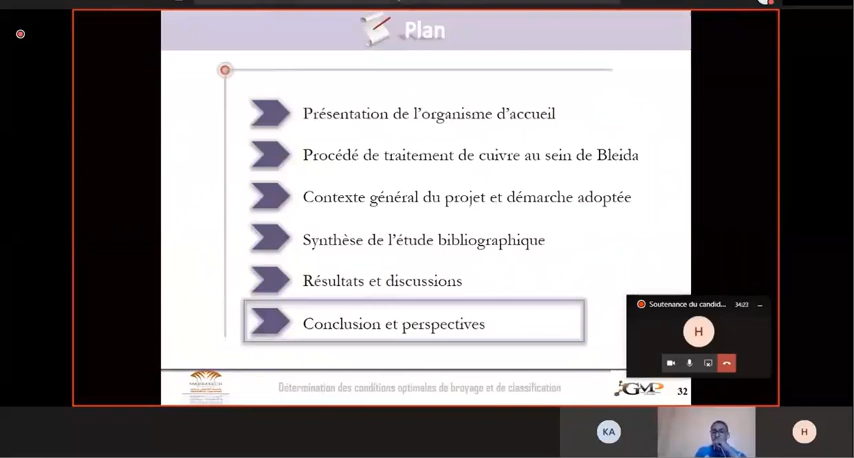 Plan
Présentation de l'organisme d'accueil
Procédé de traitement de cuivre au sein de Bleida
Contexte général du projet et démarche adoptée
Synthèse de l'étude bibliographique
Résultats et discussions
Soutenance du candid... 34:23
H
Conclusion et perspectives
Détermination des conditions optimales de broyage et de classification
GMP
32
KA
H